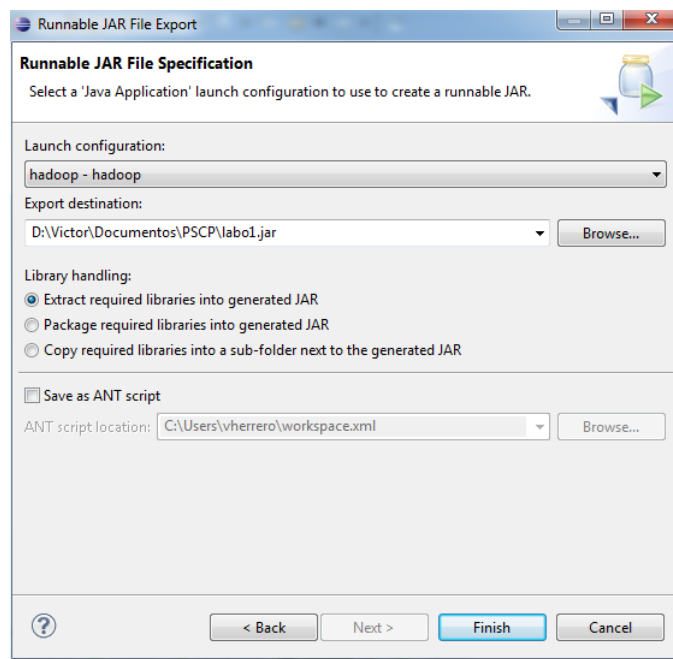 Runnable JAR File Export
Runnable JAR File Specification
Select a 'Java Application' launch configuration to use to create a runnable JAR.
Launch configuration:
hadoop - hadoop
Export destination:
D:\Victor\Documentos\PSCP\labo1.jar
Browse...
Library handling:
Extract required libraries into generated JAR
Package required libraries into generated JAR
Copy required libraries into a sub-folder next to the generated JAR
Save as ANT script
ANT script location: C:\Users\vherrero\workspace.xml Browse...
? < Back Next > Finish Cancel